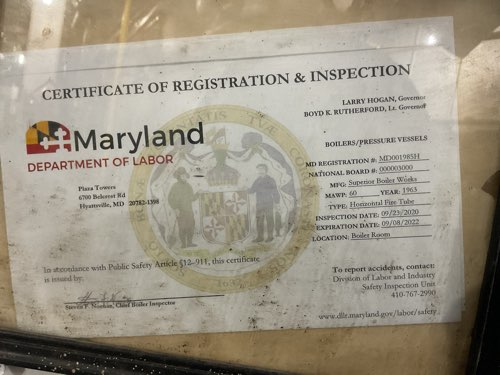 CERTIFICATE OF REGISTRATION & INSPECTION
LARRY HOGAN, Governor
BOYD K. RUTHERFORD, Lt. Governor
Maryland
DEPARTMENT OF LABOR
Plaza Towers
6700 Belcrest Rd
Hyattsville, MD 20782-1398
BOILERS/PRESSURE VESSELS
MD REGISTRATION #: MD001985H
NATIONAL BOARD #: 000003000
MFG: Superior Boiler Works
MAWP: 60 YEAR: 1963
TYPE: Horizontal Fire Tube
INSPECTION DATE: 09/23/2020
EXPIRATION DATE: 09/08/2022
LOCATION: Boiler Room
In accordance with Public Safety Article §12-911, this certificate
is issued by:
Chief Boiler Inspector
To report accidents, contact:
Division of Labor and Industry
Safety Inspection Unit
410-767-2990
www.dllr.maryland.gov/labor/safety